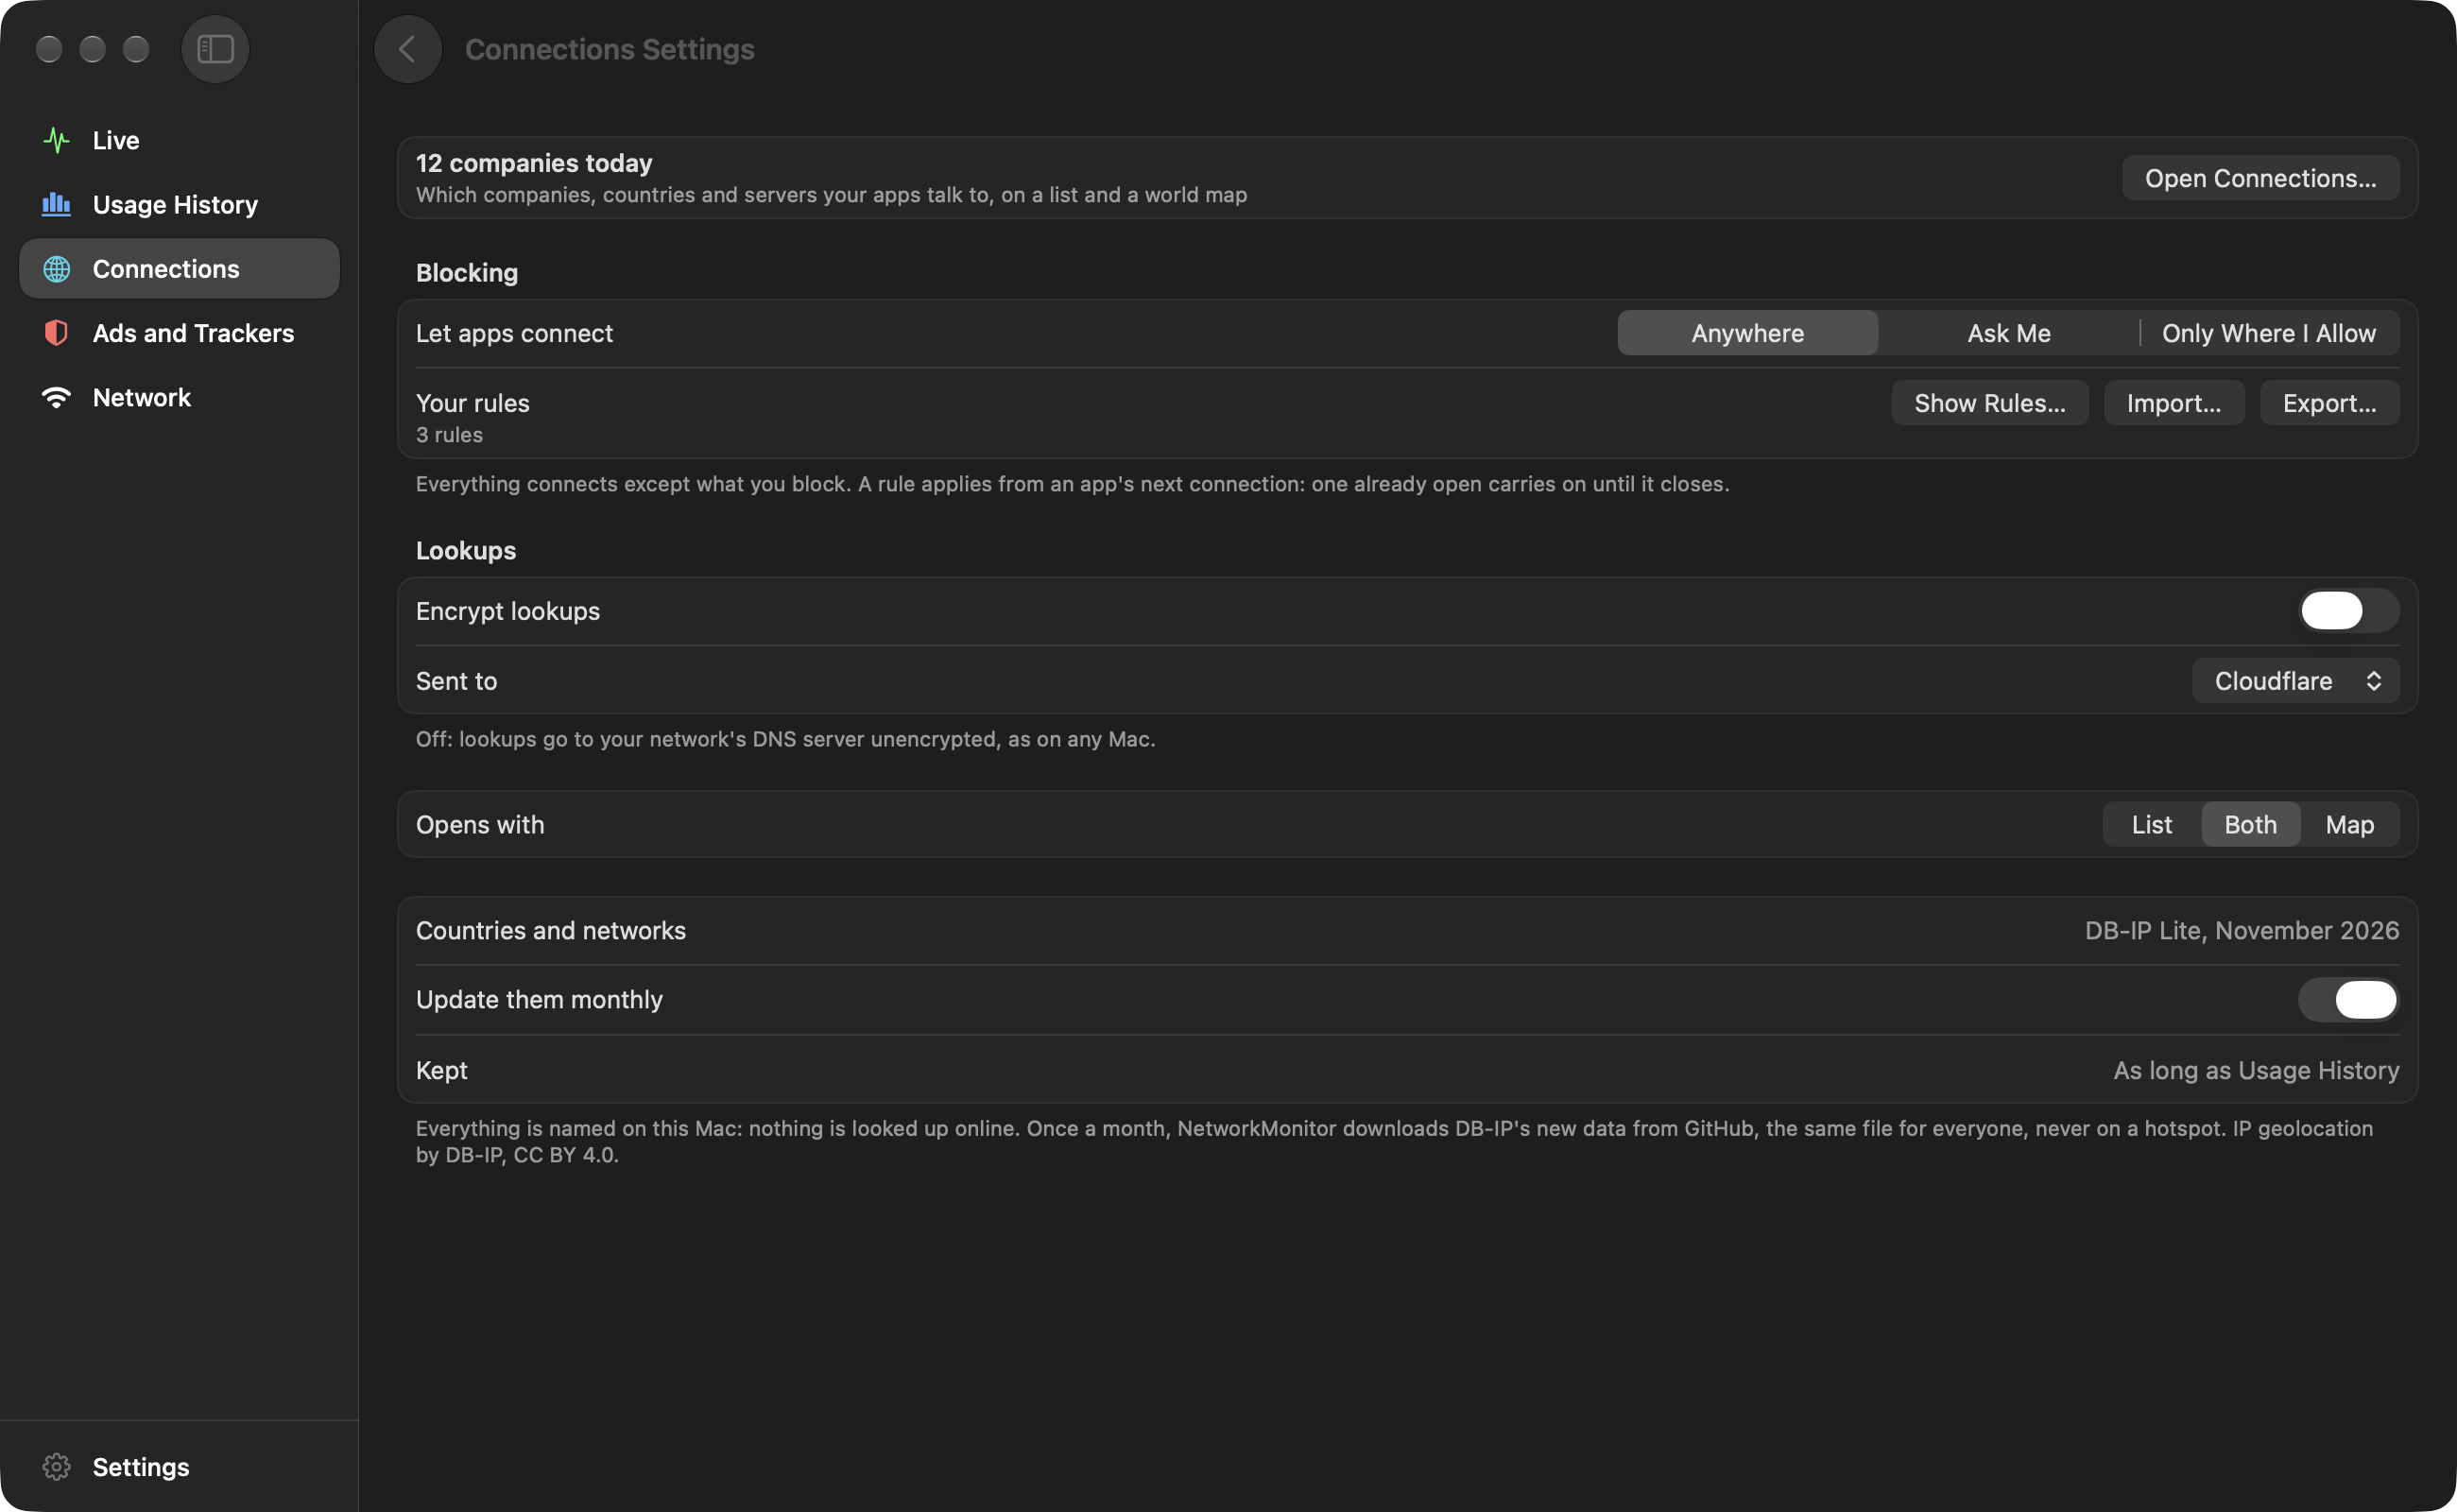 Connections Settings
Live
Usage History
Connections
Ads and Trackers
Network
Settings
12 companies today
Which companies, countries and servers your apps talk to, on a list and a world map
Open Connections...
Blocking
Let apps connect
Anywhere
Ask Me
Only Where I Allow
Your rules
3 rules
Show Rules...
Import...
Export...
Everything connects except what you block. A rule applies from an app's next connection: one already open carries on until it closes.
Lookups
Encrypt lookups
Sent to
Cloudflare
Off: lookups go to your network's DNS server unencrypted, as on any Mac.
Opens with
List
Both
Map
Countries and networks
DB-IP Lite, November 2026
Update them monthly
Kept
As long as Usage History
Everything is named on this Mac: nothing is looked up online. Once a month, NetworkMonitor downloads DB-IP's new data from GitHub, the same file for everyone, never on a hotspot. IP geolocation
by DB-IP, CC BY 4.0.